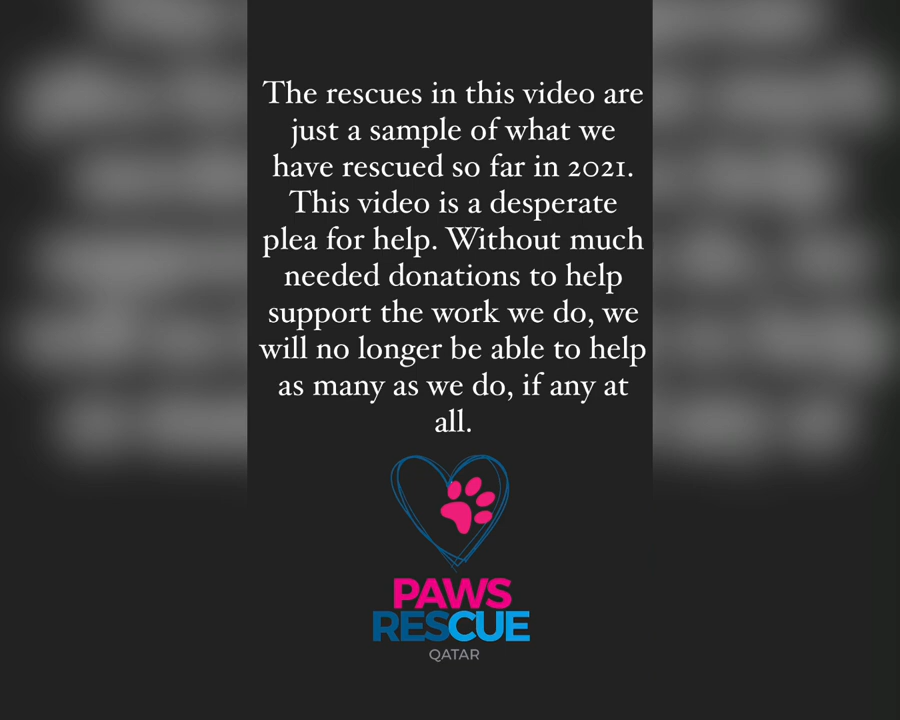 The rescues in this video are
just a sample of what we
have rescued so far in 2021.
This video is a desperate
plea for help. Without much
needed donations to help
support the work we do, we
will no longer be able to help
as many as we do, if any at
all.
PAWS
RESCUE
QATAR